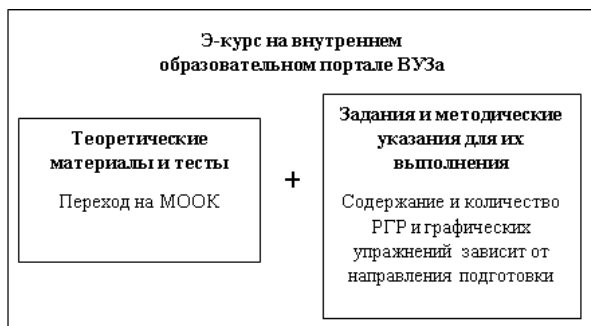 Э-курс на внутреннем
образовательном портале ВУЗа
Теоретические
материалы и тесты
Переход на МООК
+
Задания и методические
указания для их
выполнения
Содержание и количество
РГР и графических
упражнений зависит от
направления подготовки